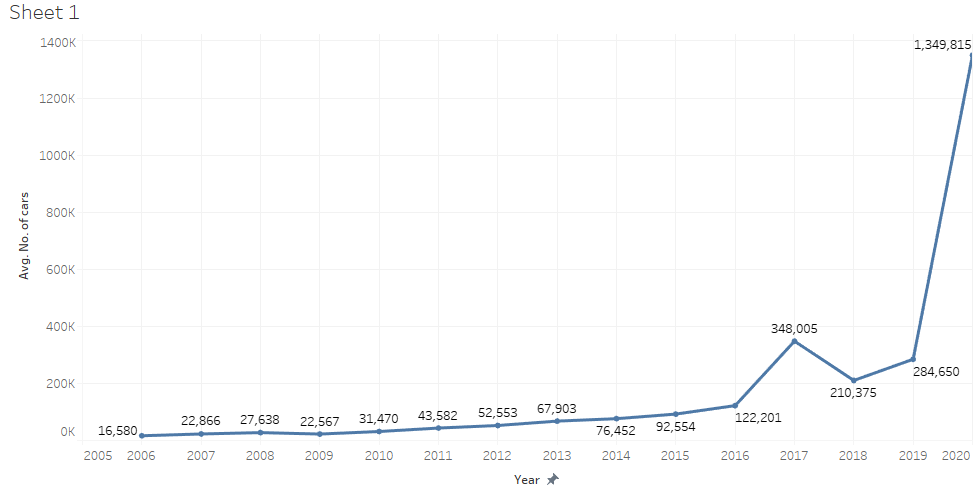 Sheet 1
1400K
1200K
1000K
800K
600K
400K
200K
0K
Avg. No. of cars
1,349,815
348,005
284,650
210,375
122,201
92,554
76,452
67,903
52,553
43,582
31,470
22,567
27,638
22,866
16,580
2005 2006 2007 2008 2009 2010 2011 2012 2013 2014 2015 2016 2017 2018 2019 2020
Year